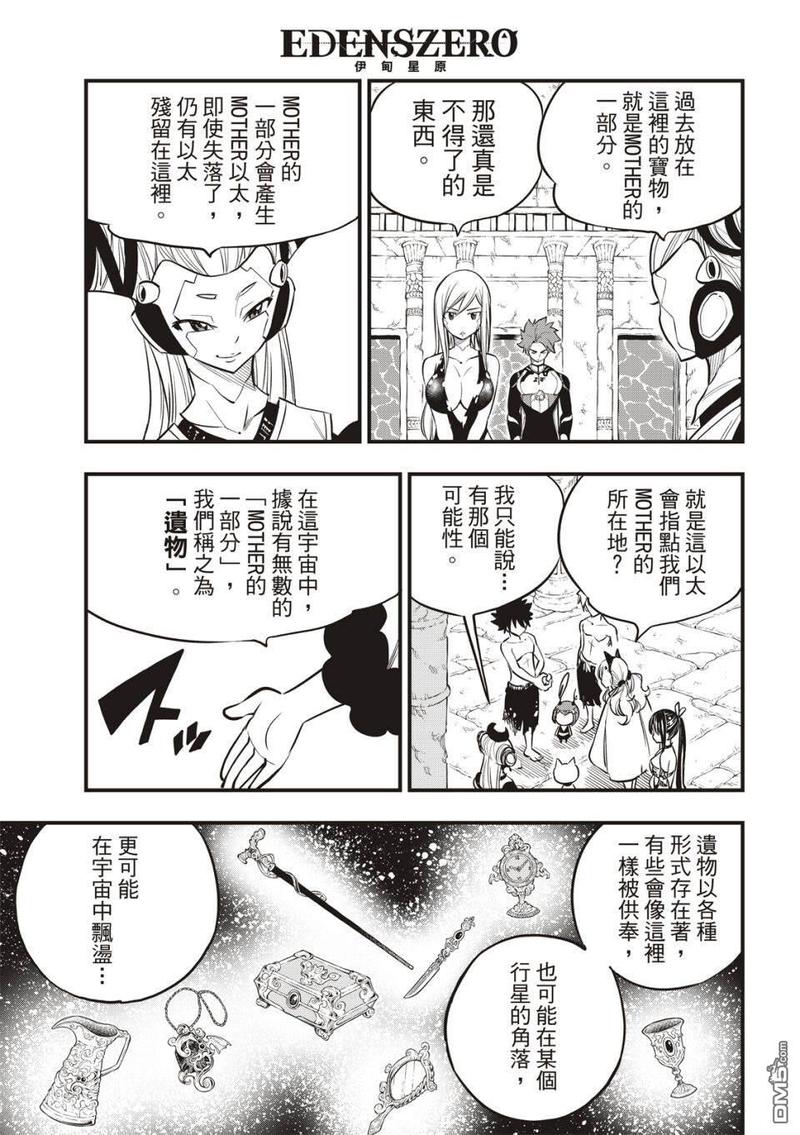 EDENSZERO
伊甸星原
過去放在
這裡的寶物，
就是MOTHER的
一部分。
那還真是
不得了的
東西。
MOTHER的
一部分會產生
MOTHER以太，
即使失落了，
仍有以太
殘留在這裡。
就是這以太
會指點我們
MOTHER的
所在地？
我只能說…
有那個
可能性。
在這宇宙中，
據說有無數的
「MOTHER的
一部分」，
我們稱之為
「遺物」。
スッ
遺物以各種
形式存在著，
有些會像這裡
一樣被供奉，
也可能在某個
行星的角落，
更可能
在宇宙中飄盪…
DM5.com